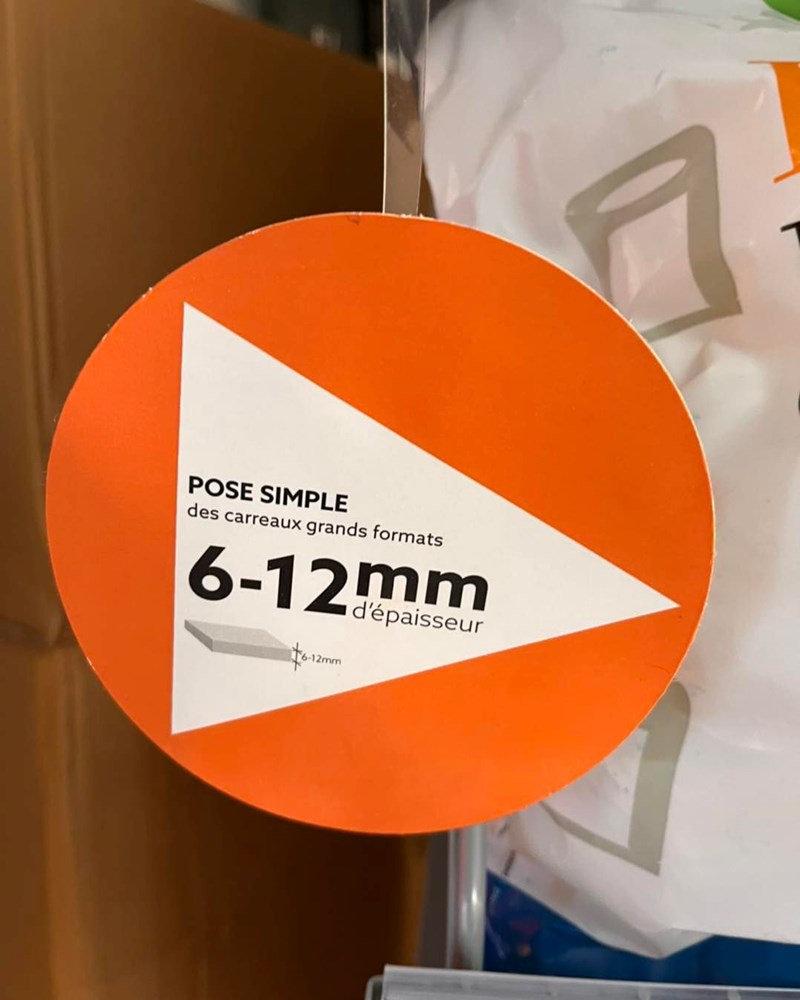 POSE SIMPLE
des carreaux grands formats
6-12mm
d'épaisseur
6-12mm